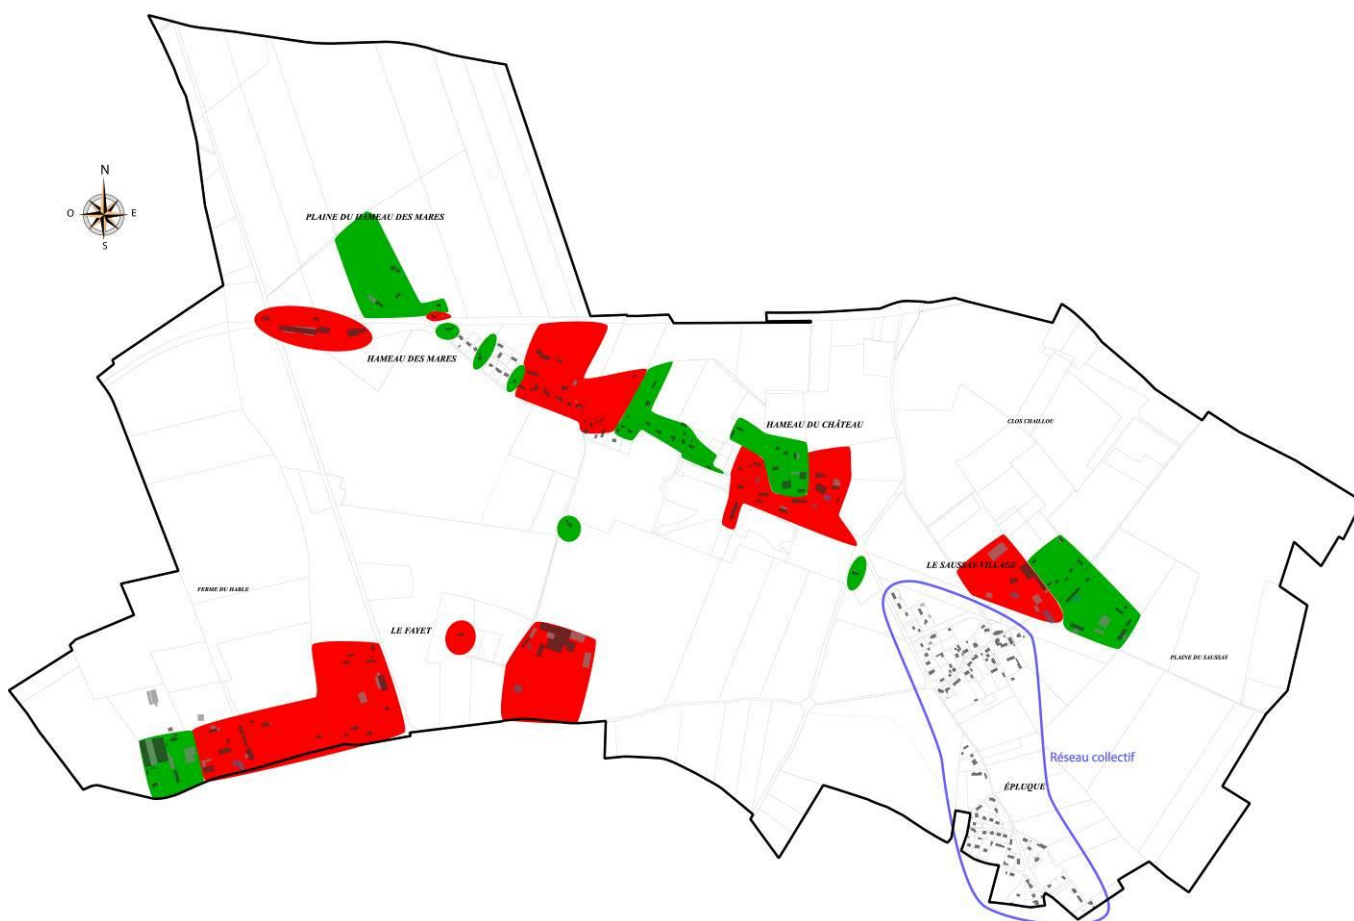 N
O
E
S
PLAINE DU HAMEAU DES MARES
HAMEAU DES MARES
HAMEAU DU CHÂTEAU
CLOS CHAILLOU
LE SAUSSAY-VILLAGE
FERME DU HABLE
LE FAYET
PLAINE DU SAUSSAY
Réseau collectif
ÉPLUQUE